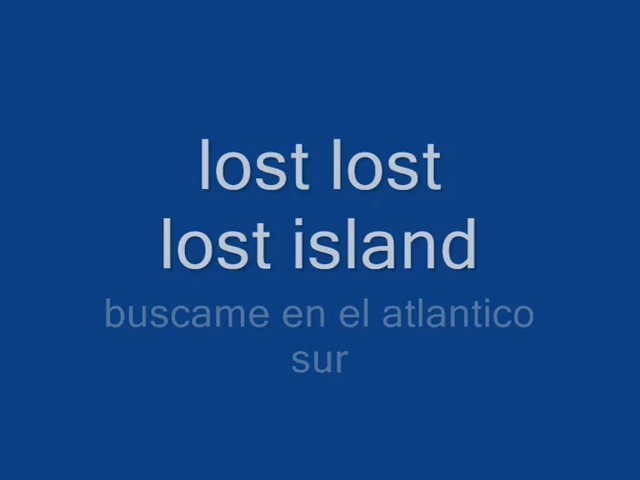 lost lost
lost island
buscame en el atlantico
sur